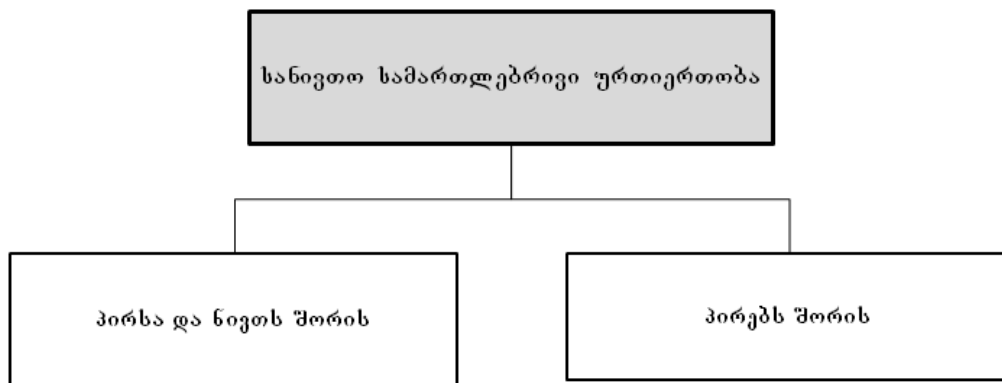 სანივთო სამართლებრივი ურთიერთობა
პირსა და ნივთს შორის
პირებს შორის